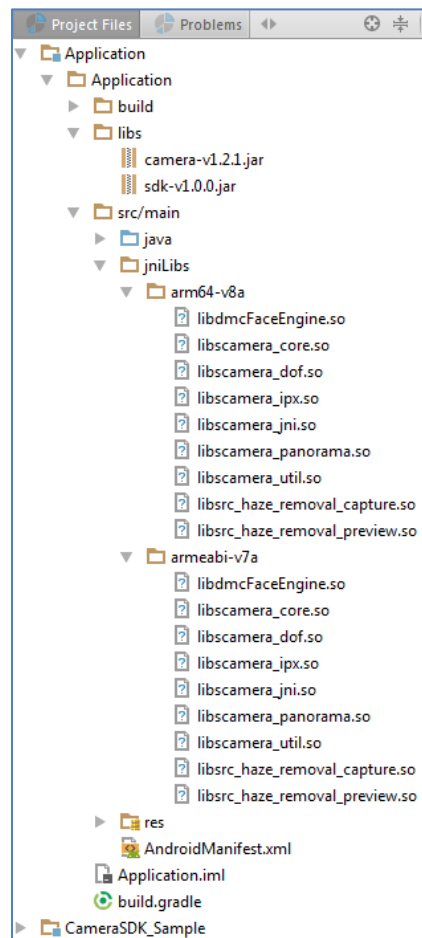 Project Files Problems
Application
Application
build
libs
camera-v1.2.1.jar
sdk-v1.0.0.jar
src/main
java
jniLibs
arm64-v8a
libdmcFaceEngine.so
libscamera_core.so
libscamera_dof.so
libscamera_ipx.so
libscamera_jni.so
libscamera_panorama.so
libscamera_util.so
libsrc_haze_removal_capture.so
libsrc_haze_removal_preview.so
armeabi-v7a
libdmcFaceEngine.so
libscamera_core.so
libscamera_dof.so
libscamera_ipx.so
libscamera_jni.so
libscamera_panorama.so
libscamera_util.so
libsrc_haze_removal_capture.so
libsrc_haze_removal_preview.so
res
AndroidManifest.xml
Application.iml
build.gradle
CameraSDK_Sample